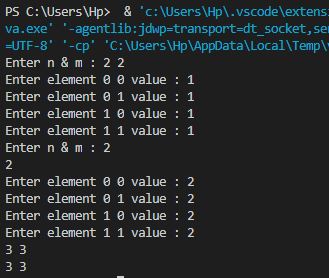 PS C:\Users\Hp>  & 'c:\Users\Hp\.vscode\extensi
va.exe' '-agentlib:jdwp=transport=dt_socket,ser
=UTF-8' '-cp' 'C:\Users\Hp\AppData\Local\Temp\v
Enter n & m : 2 2
Enter element 0 0 value : 1
Enter element 0 1 value : 1
Enter element 1 0 value : 1
Enter element 1 1 value : 1
Enter n & m : 2
2
Enter element 0 0 value : 2
Enter element 0 1 value : 2
Enter element 1 0 value : 2
Enter element 1 1 value : 2
3 3
3 3